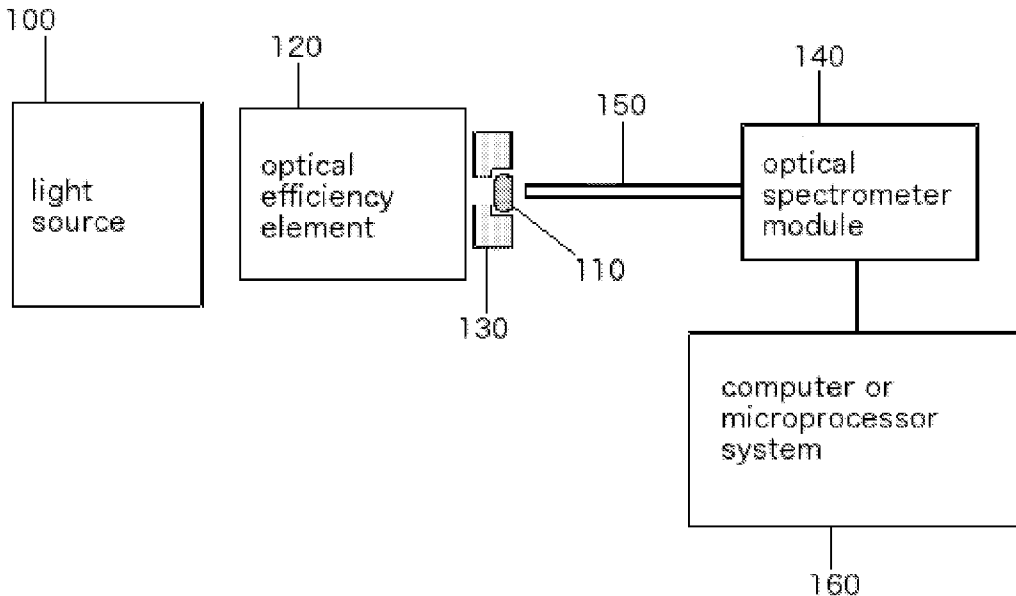 100
120
140
150
light
source
optical
efficiency
element
optical
spectrometer
module
110
130
computer or
microprocessor
system
160